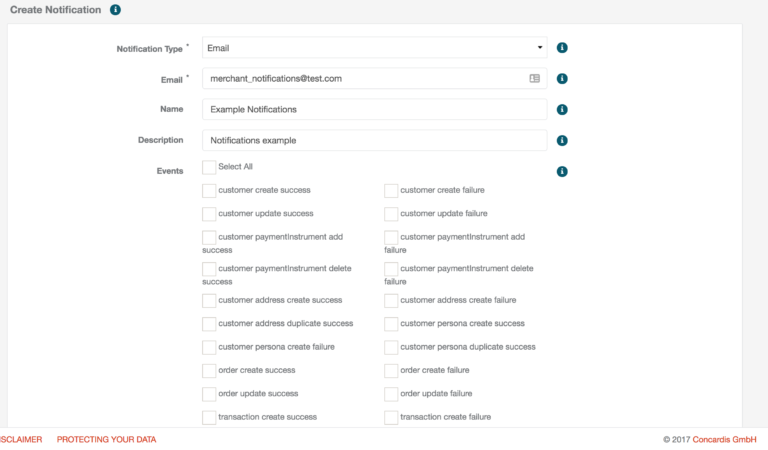 Create Notification
Notification Type *
Email
Email *
merchant_notifications@test.com
Name
Example Notifications
Description
Notifications example
Events
Select All
customer create success
customer create failure
customer update success
customer update failure
customer paymentInstrument add
success
customer paymentInstrument add
failure
customer paymentInstrument delete
success
customer paymentInstrument delete
failure
customer address create success
customer address create failure
customer address duplicate success
customer persona create success
customer persona create failure
customer persona duplicate success
order create success
order create failure
order update success
order update failure
transaction create success
transaction create failure
ISCLAIMER PROTECTING YOUR DATA © 2017 Concardis GmbH